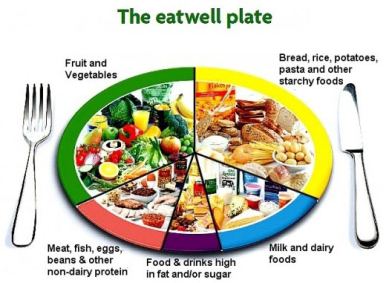 The eatwell plate
Fruit and
Vegetables
Bread, rice, potatoes,
pasta and other
starchy foods
Meat, fish, eggs,
beans & other
non-dairy protein
Food & drinks high
in fat and/or sugar
Milk and dairy
foods